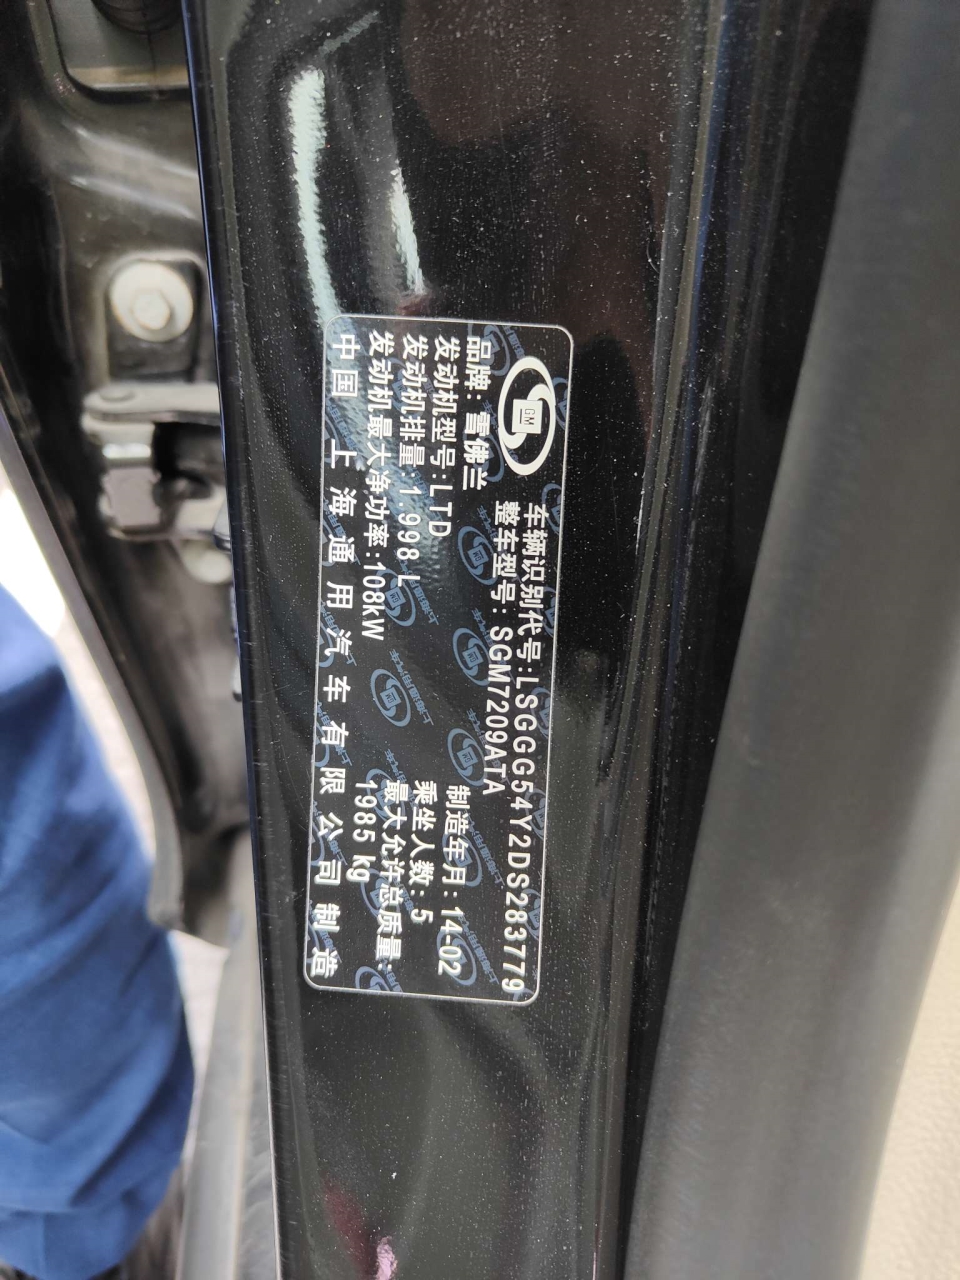 GM
车辆识别代号:LSGGG54Y2DS283779
整车型号: SGM7209ATA
品牌: 雪佛兰
发动机型号:LTD
制造年月: 14-02
发动机排量: 1.998 L
乘坐人数: 5
发动机最大净功率:108kW
最大允许总质量:
1985 kg
中国 上海通用汽车有限公司制造